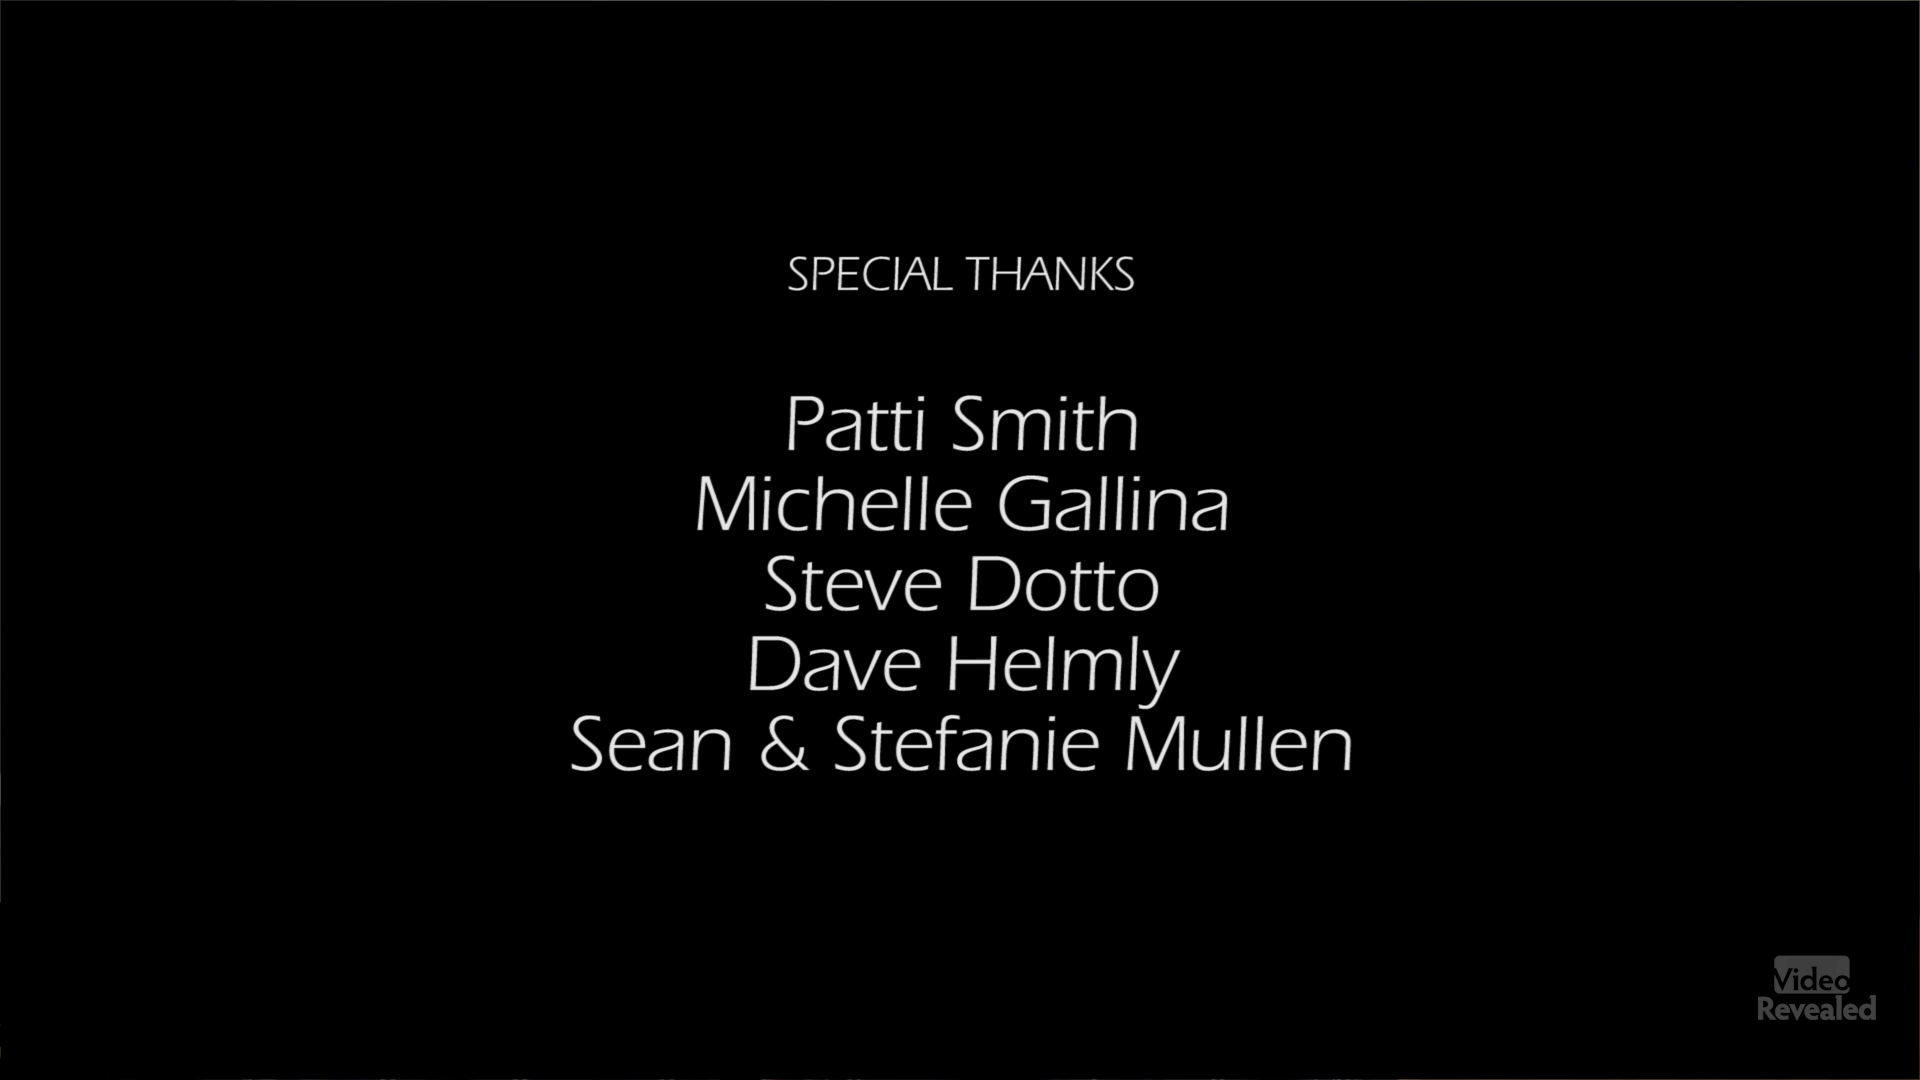 SPECIAL THANKS
Patti Smith
Michelle Gallina
Steve Dotto
Dave Helmly
Sean & Stefanie Mullen
Video
Revealed